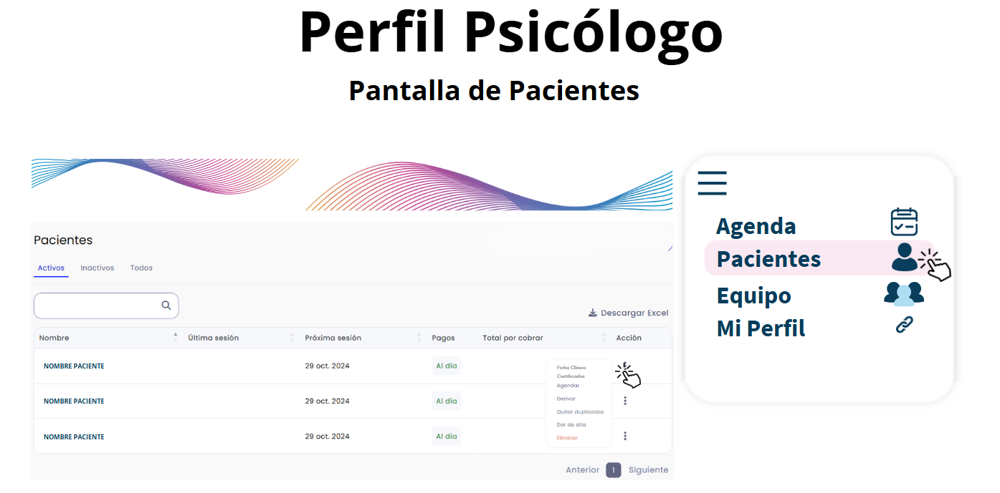 Perfil Psicólogo
Pantalla de Pacientes
Pacientes
Activos Inactivos Todos
Descargar Excel
Nombre Última sesión Próxima sesión Pagos Total por cobrar Acción
NOMBRE PACIENTE 29 oct. 2024 Al día
NOMBRE PACIENTE 29 oct. 2024 Al día
NOMBRE PACIENTE 29 oct. 2024 Al día
Ficha Clínica
Certificados
Agendar
Derivar
Quitar duplicados
Dar de alta
Eliminar
Anterior 1 Siguiente
Agenda
Pacientes
Equipo
Mi Perfil